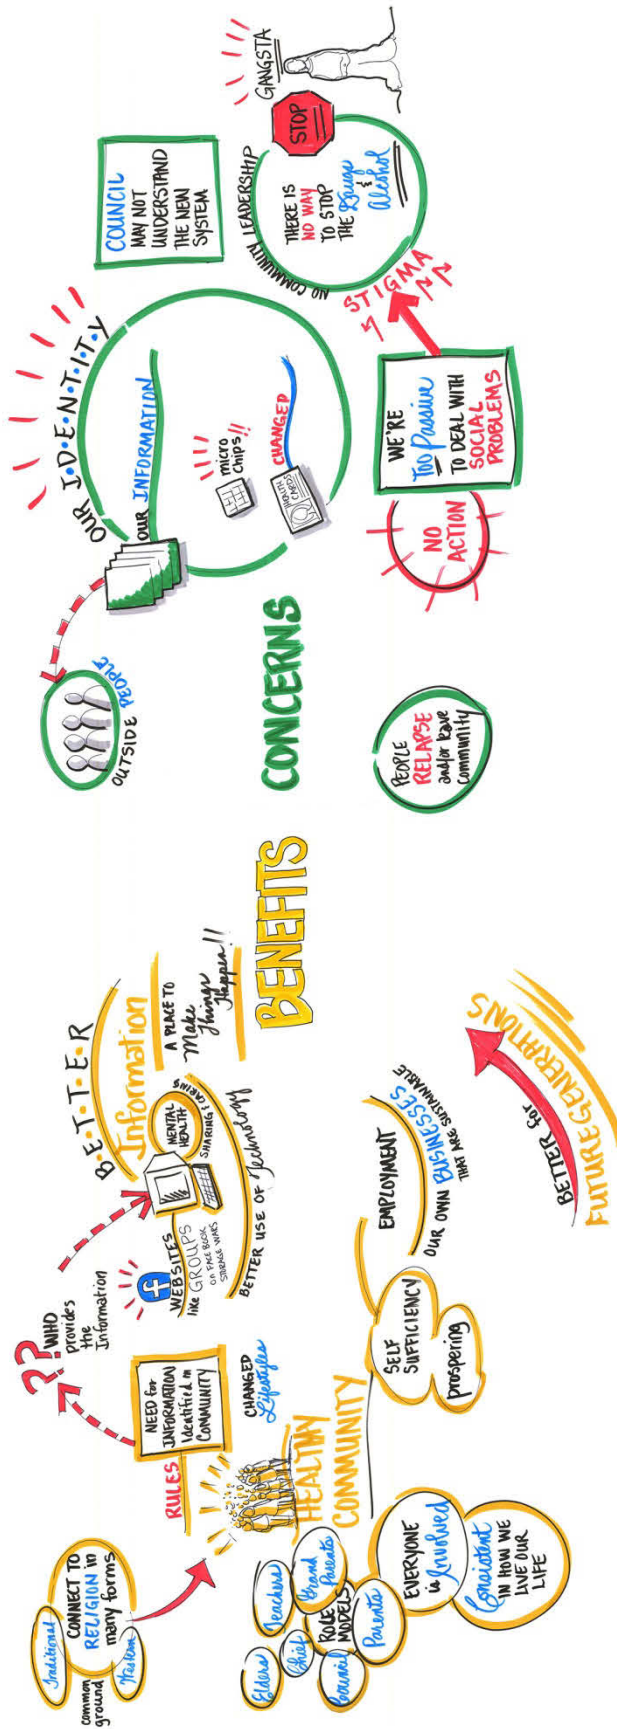 Traditional
CONNECT TO
RELIGION in
many forms
common
ground
Western
RULES
NEED for
INFORMATION
Identified in
COMMUNITY
??
WHO
provides
the
Information
CHANGED
Lifestyles
HEALTHY
COMMUNITY
Elders
Teachers
Chief
Grand
Parents
ROLE
MODELS
Council
Parents
EVERYONE
is Involved
Consistent
IN HOW WE
LIVE OUR
LIFE
B•E•T•T•E•R
Information
A PLACE TO
Make
Things
Happen!!
f
WEBSITES
like GROUPS
ON FACEBOOK
STORAGE WARS
MENTAL
HEALTH
SHARING & CARING
BETTER USE OF Technology
BENEFITS
SELF
SUFFICIENCY
prospering
EMPLOYMENT
OUR OWN BUSINESSES
THAT ARE SUSTAINABLE
BETTER for
FUTURE GENERATIONS
CONCERNS
OUTSIDE PEOPLE
OUR I•D•E•N•T•I•T•Y
OUR INFORMATION
micro
chips!!
HEALTH
CARDS
CHANGED
COUNCIL
MAY NOT
UNDERSTAND
THE NEW
SYSTEM
PEOPLE
RELAPSE
and/or leave
community
NO
ACTION
WE'RE
Too Passive
TO DEAL WITH
SOCIAL
PROBLEMS
STIGMA
NO COMMUNITY LEADERSHIP
THERE IS
NO WAY
TO STOP
THE Drugs
&
Alcohol
STOP
GANGSTA